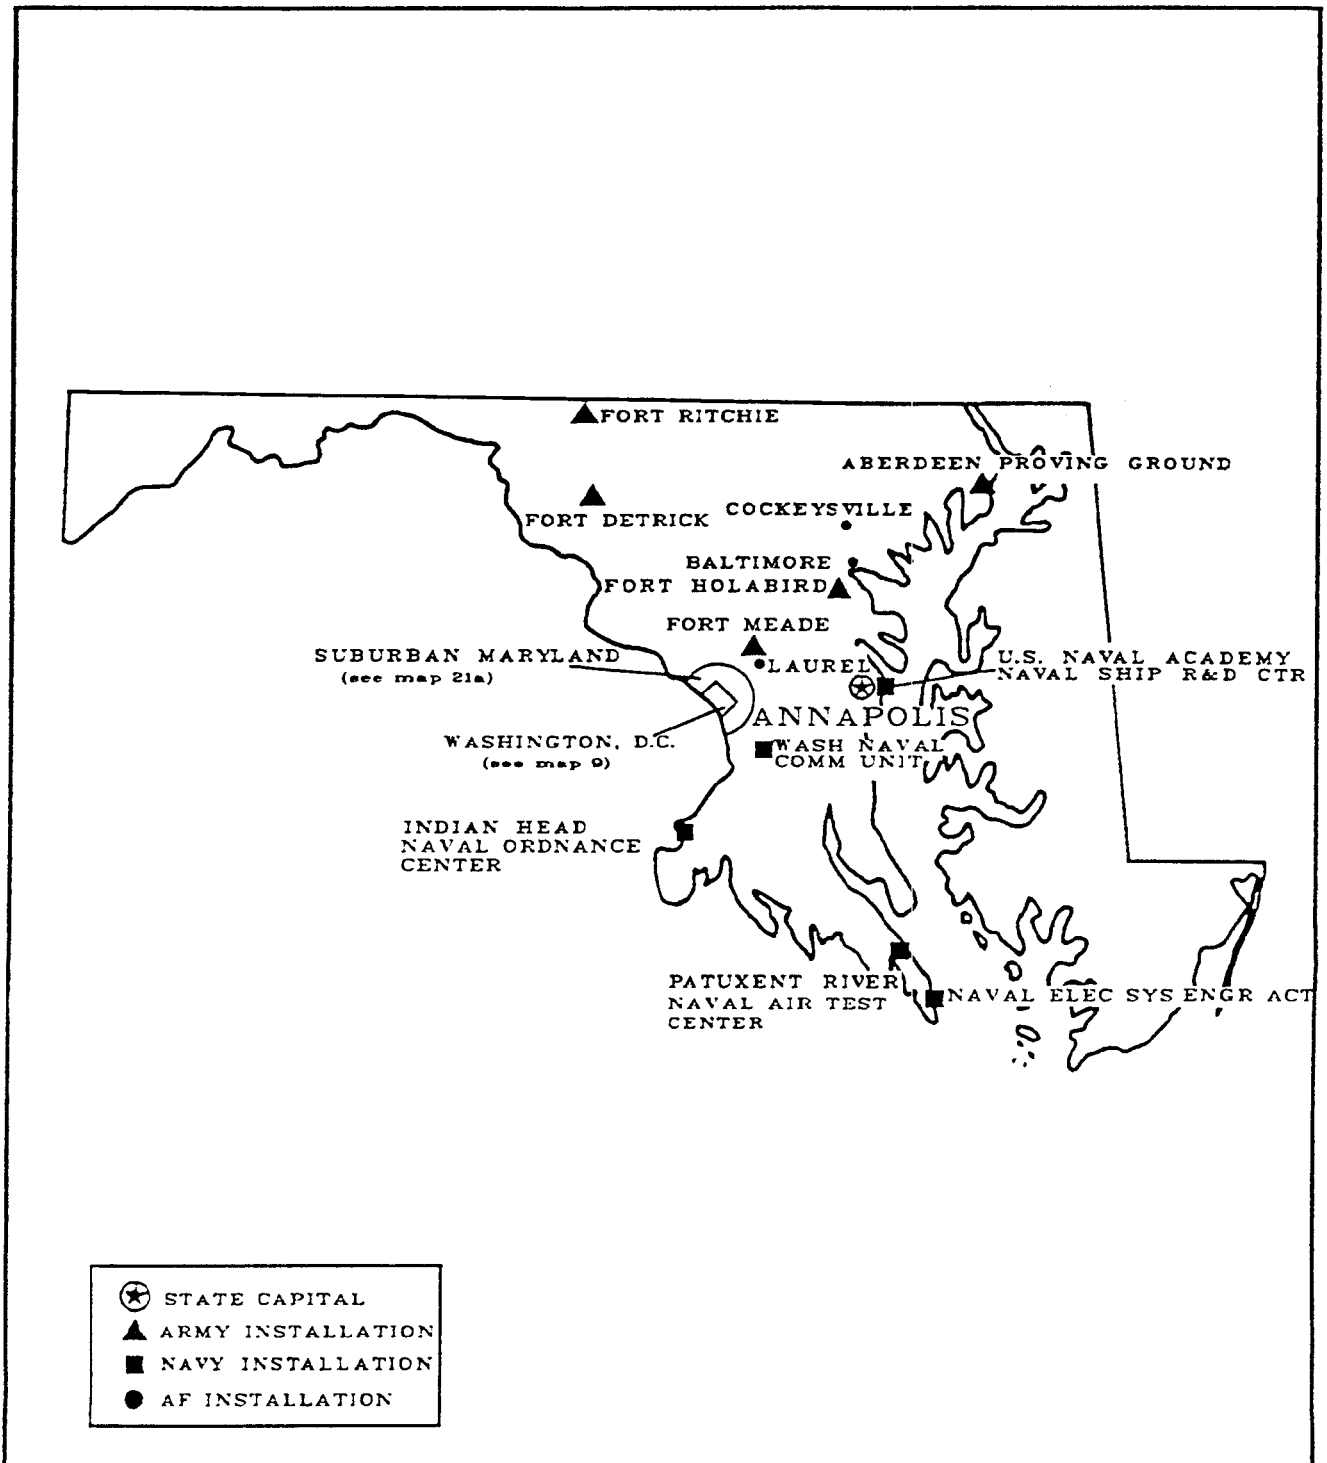 FORT RITCHIE
ABERDEEN PROVING GROUND
COCKEYSVILLE
FORT DETRICK
BALTIMORE
FORT HOLABIRD
FORT MEADE
SUBURBAN MARYLAND
(see map 21a)
LAUREL
U.S. NAVAL ACADEMY
NAVAL SHIP R&D CTR
ANNAPOLIS
WASHINGTON, D.C.
(see map 9)
WASH NAVAL
COMM UNIT
INDIAN HEAD
NAVAL ORDNANCE
CENTER
PATUXENT RIVER
NAVAL AIR TEST
CENTER
NAVAL ELEC SYS ENGR ACT
STATE CAPITAL
ARMY INSTALLATION
NAVY INSTALLATION
AF INSTALLATION